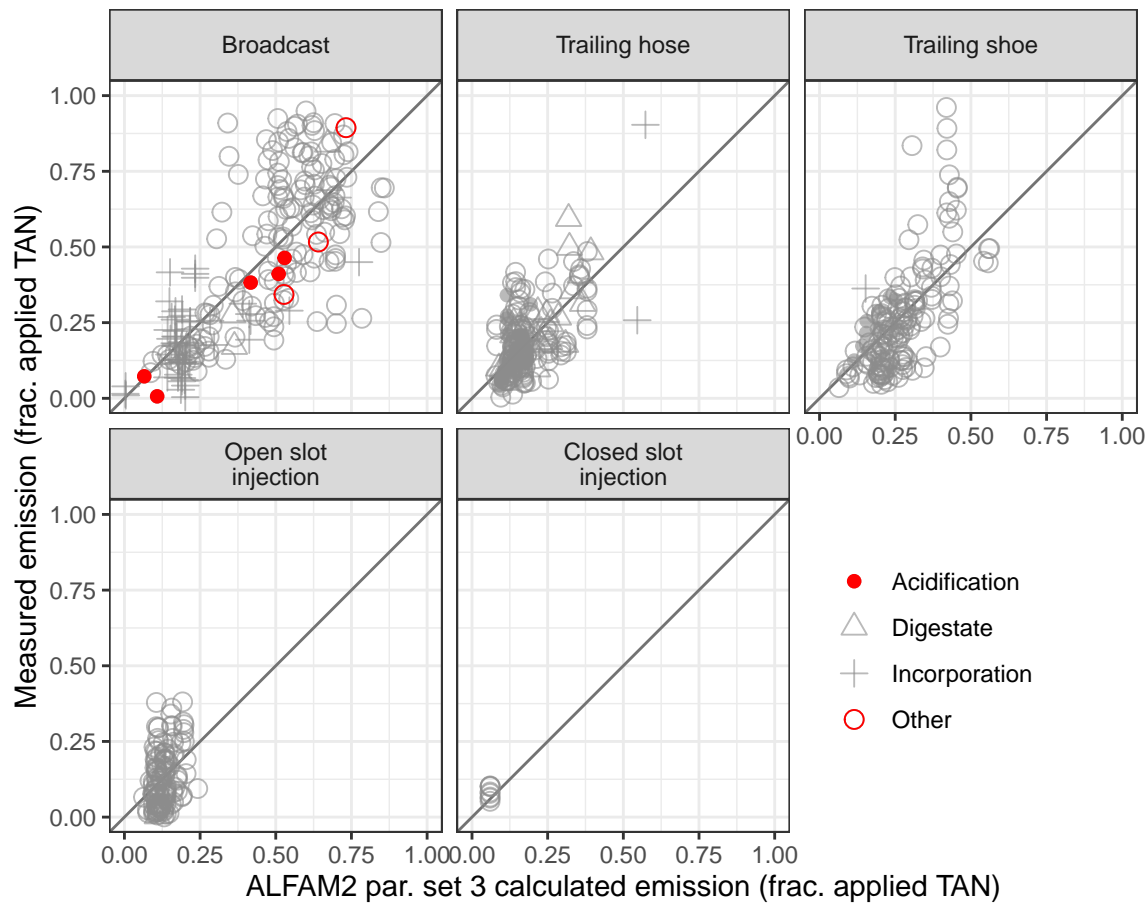 Broadcast
Trailing hose
Trailing shoe
1.00
0.75
0.50
0.25
0.00
0.00 0.25 0.50 0.75 1.00
Open slot
injection
Closed slot
injection
1.00
0.75
0.50
0.25
0.00
0.00 0.25 0.50 0.75 1.00
0.00 0.25 0.50 0.75 1.00
Measured emission (frac. applied TAN)
ALFAM2 par. set 3 calculated emission (frac. applied TAN)
Acidification
Digestate
Incorporation
Other